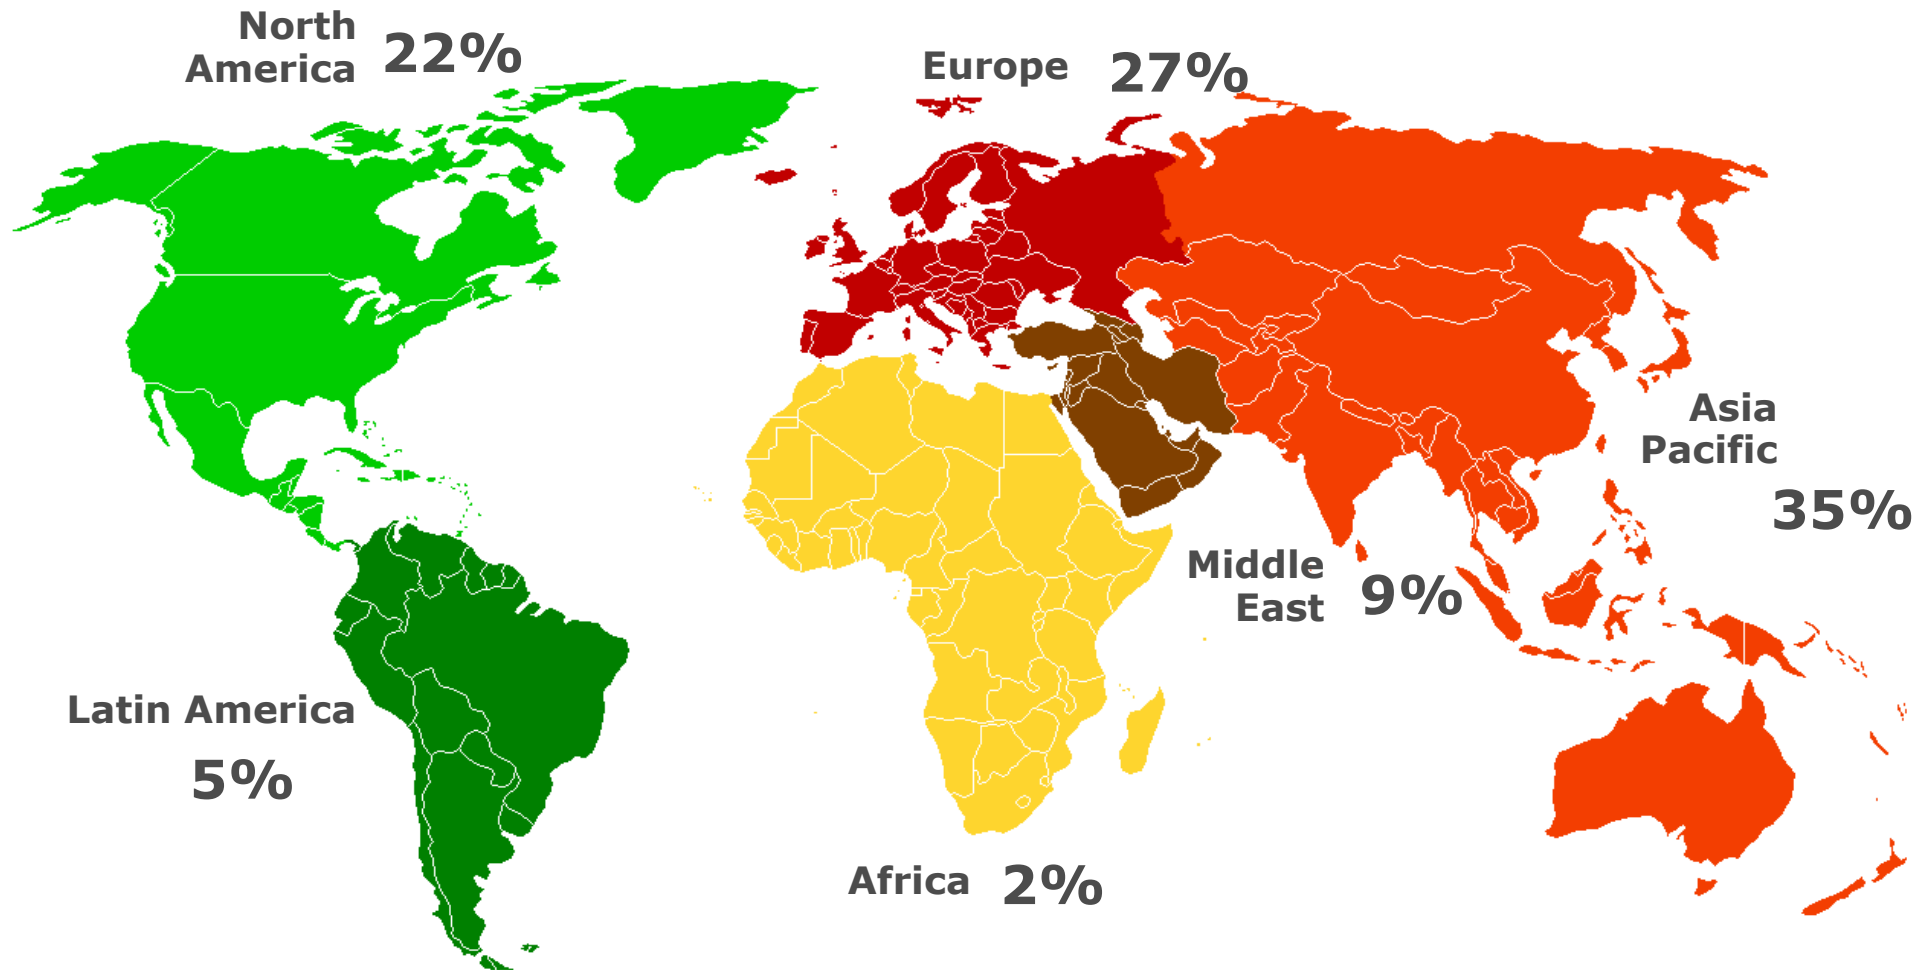 North
America
22%
Europe
27%
Asia
Pacific
35%
Middle
East
9%
Latin America
5%
Africa
2%